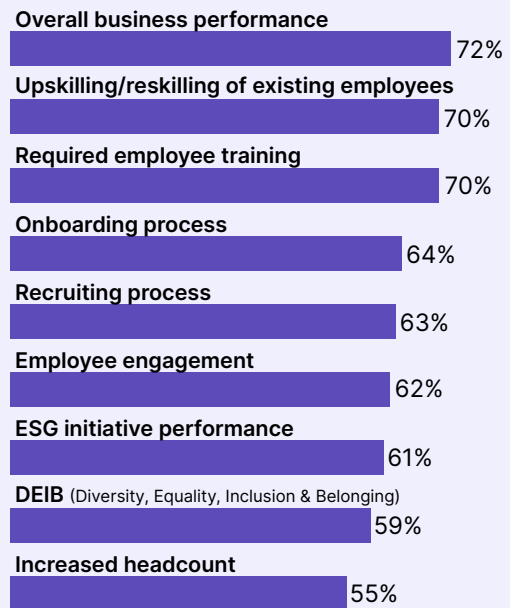 Overall business performance
72%
Upskilling/reskilling of existing employees
70%
Required employee training
70%
Onboarding process
64%
Recruiting process
63%
Employee engagement
62%
ESG initiative performance
61%
DEIB (Diversity, Equality, Inclusion & Belonging)
59%
Increased headcount
55%